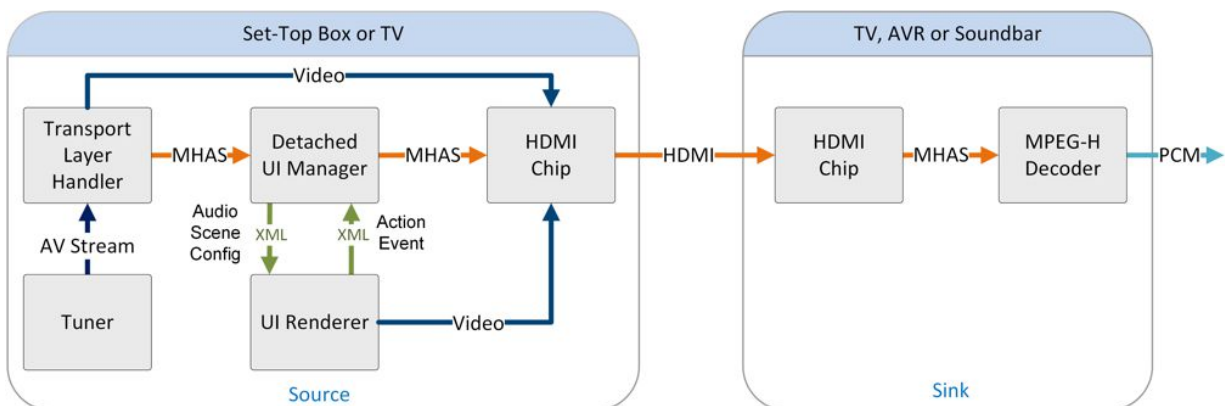 Set-Top Box or TV
TV, AVR or Soundbar
Video
Transport
Layer
Handler
MHAS
Detached
UI Manager
MHAS
HDMI
Chip
HDMI
HDMI
Chip
MHAS
MPEG-H
Decoder
PCM
AV Stream
Audio
Scene
Config
XML
XML
Action
Event
Tuner
UI Renderer
Video
Source
Sink